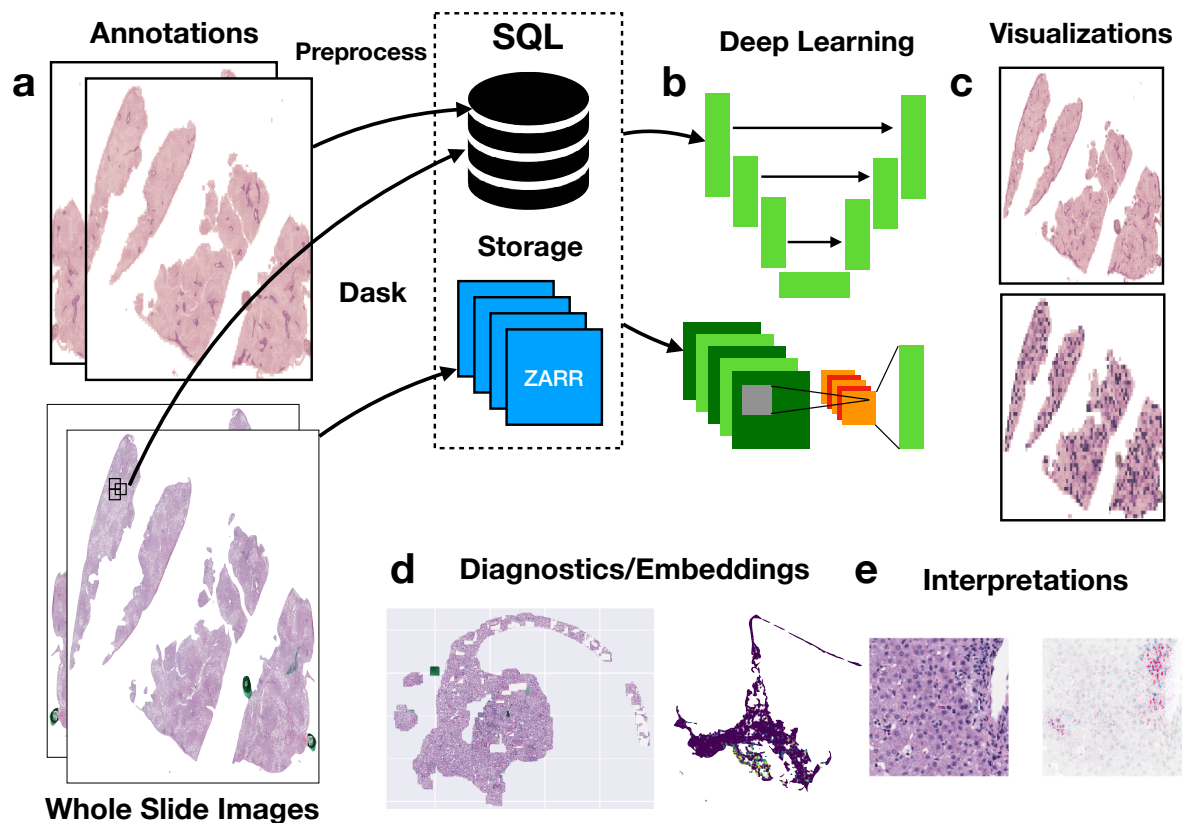 a
Annotations
Preprocess
SQL
Storage
Dask
ZARR
Whole Slide Images
b
Deep Learning
c
Visualizations
d
Diagnostics/Embeddings
e
Interpretations